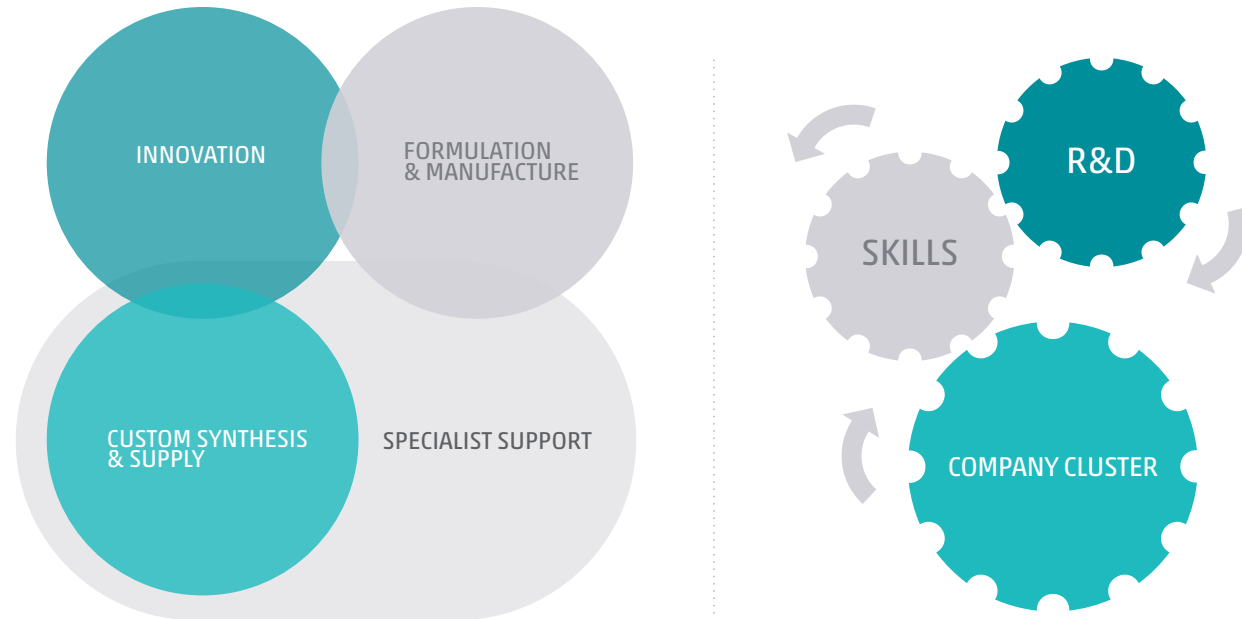 INNOVATION
FORMULATION
& MANUFACTURE
CUSTOM SYNTHESIS
& SUPPLY
SPECIALIST SUPPORT
R&D
SKILLS
COMPANY CLUSTER